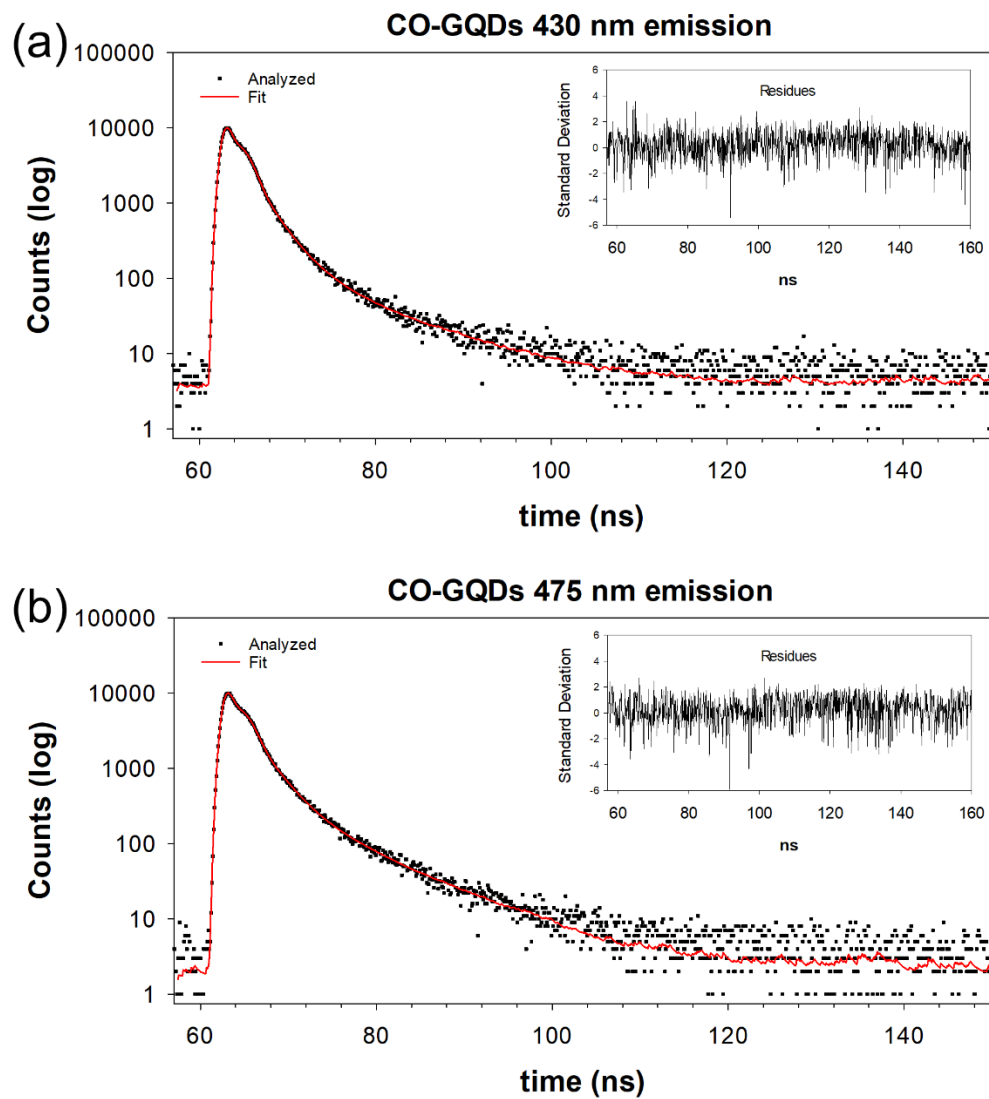 (a)
CO-GQDs 430 nm emission
100000
10000
1000
100
10
1
Counts (log)
Analyzed
Fit
6
4
2
0
-2
-4
-6
Standard Deviation
Residues
60 80 100 120 140 160
ns
60 80 100 120 140
time (ns)
(b)
CO-GQDs 475 nm emission
100000
10000
1000
100
10
1
Counts (log)
Analyzed
Fit
6
4
2
0
-2
-4
-6
Standard Deviation
Residues
60 80 100 120 140 160
ns
60 80 100 120 140
time (ns)